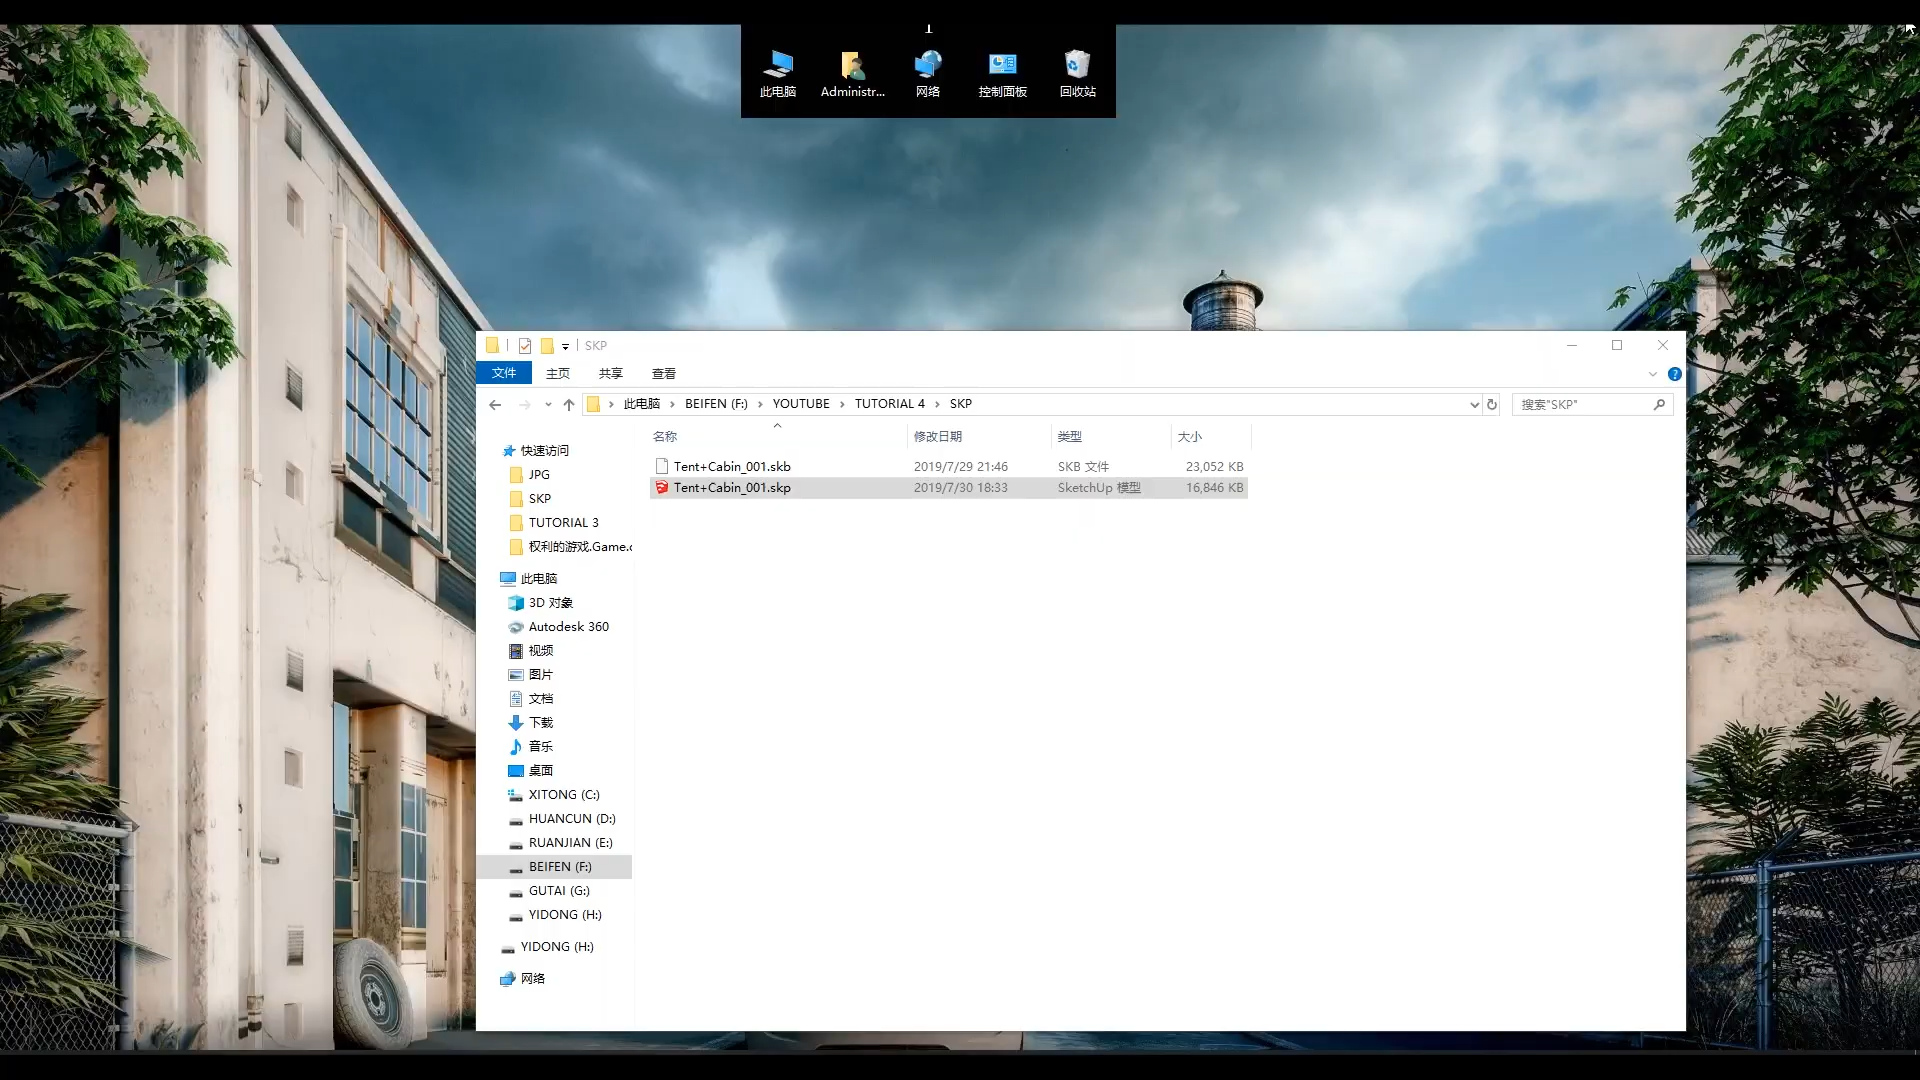 1
此电脑
Administr...
网络
控制面板
回收站
SKP
文件 主页 共享 查看
此电脑 BEIFEN (F:) YOUTUBE TUTORIAL 4 SKP
搜索"SKP"
名称 修改日期 类型 大小
Tent+Cabin_001.skb 2019/7/29 21:46 SKB 文件 23,052 KB
Tent+Cabin_001.skp 2019/7/30 18:33 SketchUp 模型 16,846 KB
快速访问
JPG
SKP
TUTORIAL 3
权利的游戏.Game.
此电脑
3D 对象
Autodesk 360
视频
图片
文档
下载
音乐
桌面
XITONG (C:)
HUANCUN (D:)
RUANJIAN (E:)
BEIFEN (F:)
GUTAI (G:)
YIDONG (H:)
YIDONG (H:)
网络